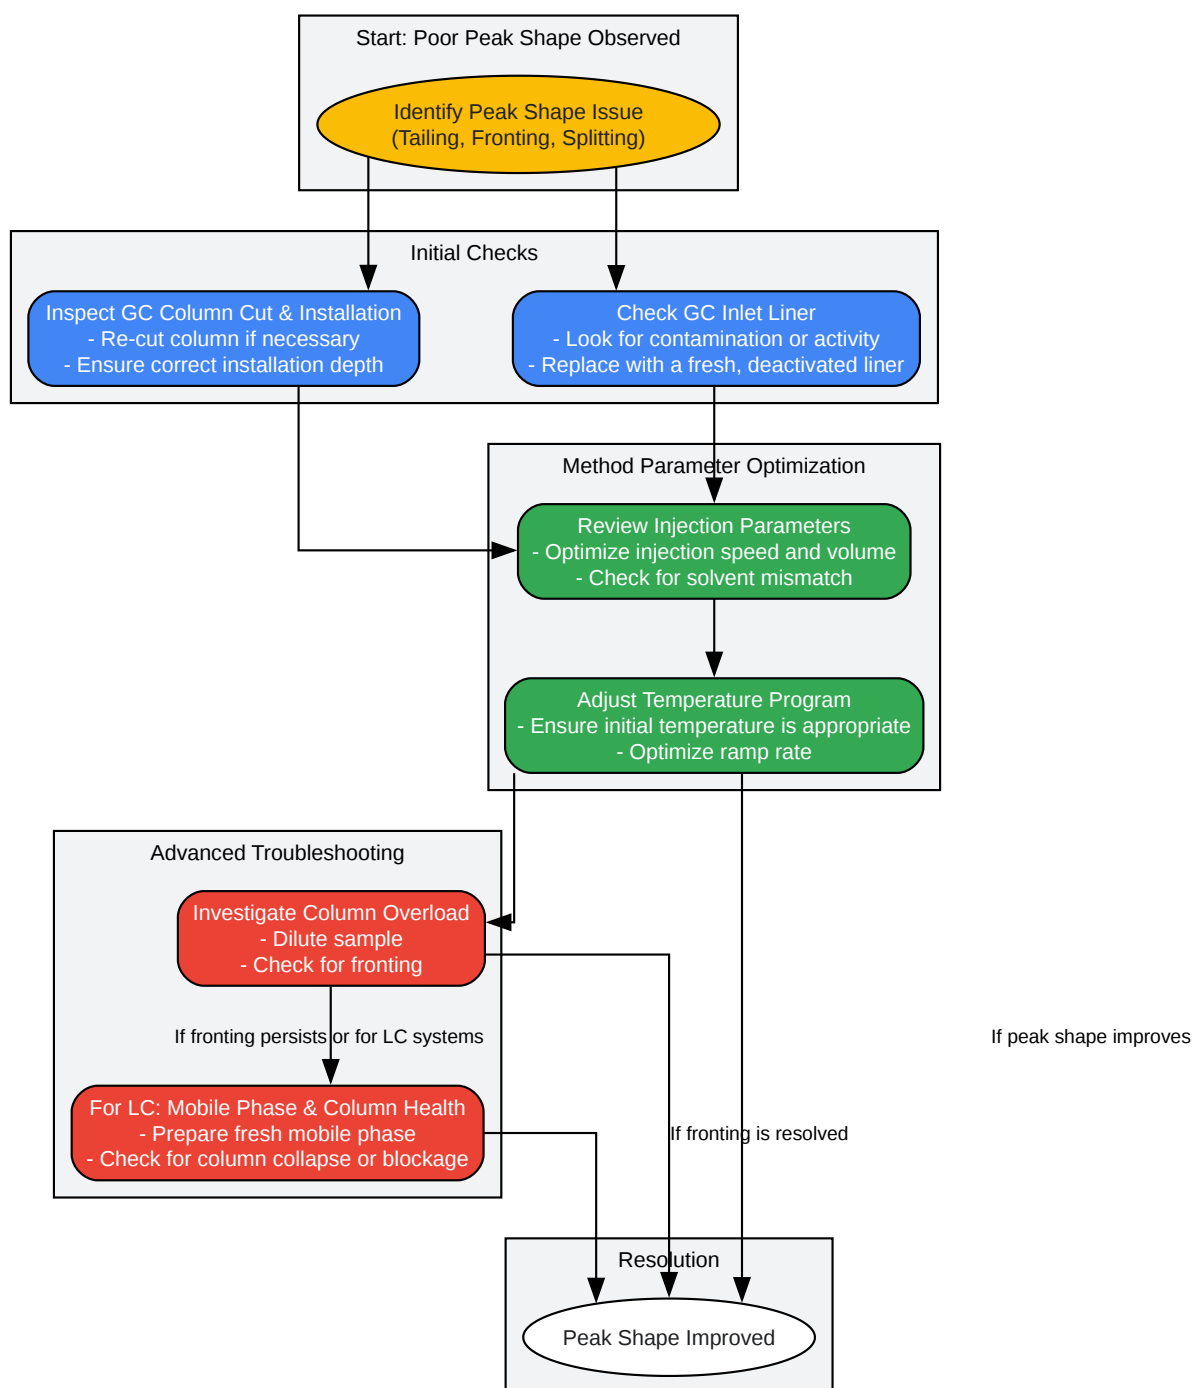 Start: Poor Peak Shape Observed
Identify Peak Shape Issue
(Tailing, Fronting, Splitting)
Initial Checks
Inspect GC Column Cut & Installation
- Re-cut column if necessary
- Ensure correct installation depth
Check GC Inlet Liner
- Look for contamination or activity
- Replace with a fresh, deactivated liner
Method Parameter Optimization
Review Injection Parameters
- Optimize injection speed and volume
- Check for solvent mismatch
Adjust Temperature Program
- Ensure initial temperature is appropriate
- Optimize ramp rate
Advanced Troubleshooting
Investigate Column Overload
- Dilute sample
- Check for fronting
If fronting persists or for LC systems
If peak shape improves
For LC: Mobile Phase & Column Health
- Prepare fresh mobile phase
- Check for column collapse or blockage
If fronting is resolved
Resolution
Peak Shape Improved